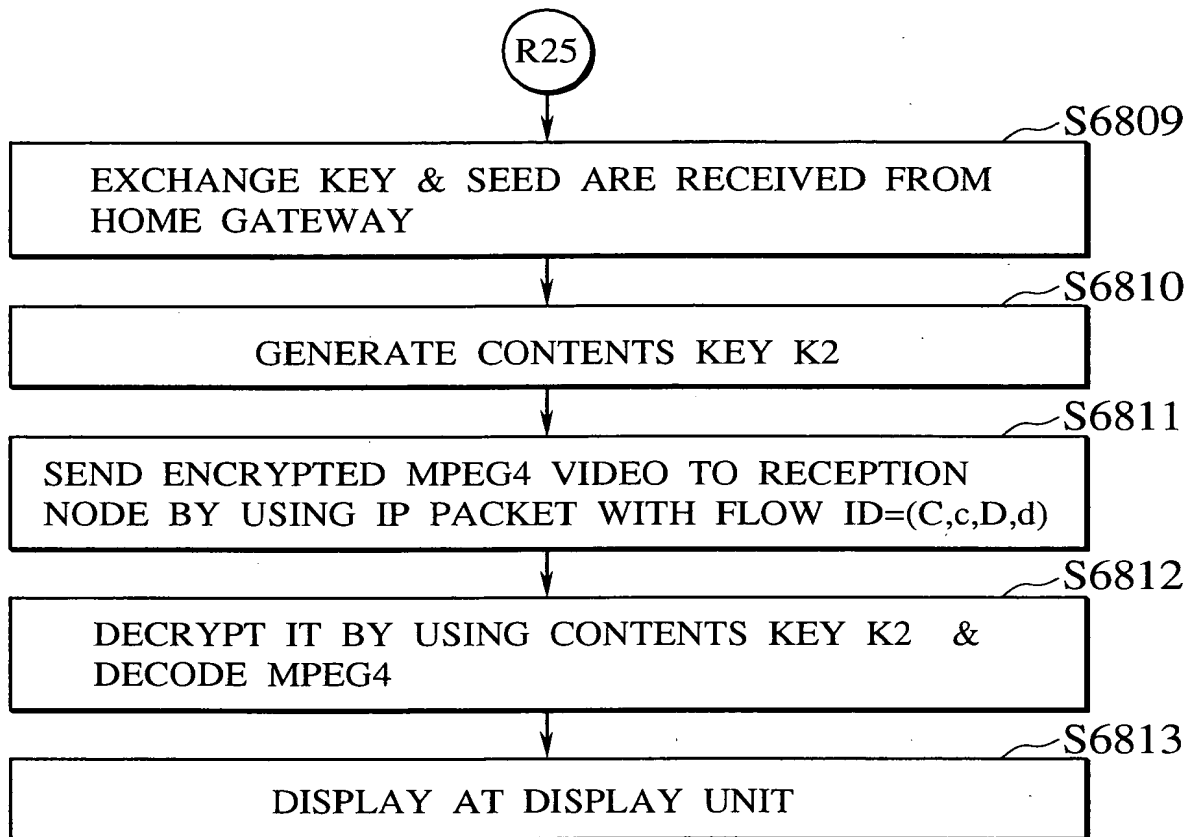 R25
S6809
EXCHANGE KEY & SEED ARE RECEIVED FROM
HOME GATEWAY
S6810
GENERATE CONTENTS KEY K2
S6811
SEND ENCRYPTED MPEG4 VIDEO TO RECEPTION
NODE BY USING IP PACKET WITH FLOW ID=(C,c,D,d)
S6812
DECRYPT IT BY USING CONTENTS KEY K2 &
DECODE MPEG4
S6813
DISPLAY AT DISPLAY UNIT